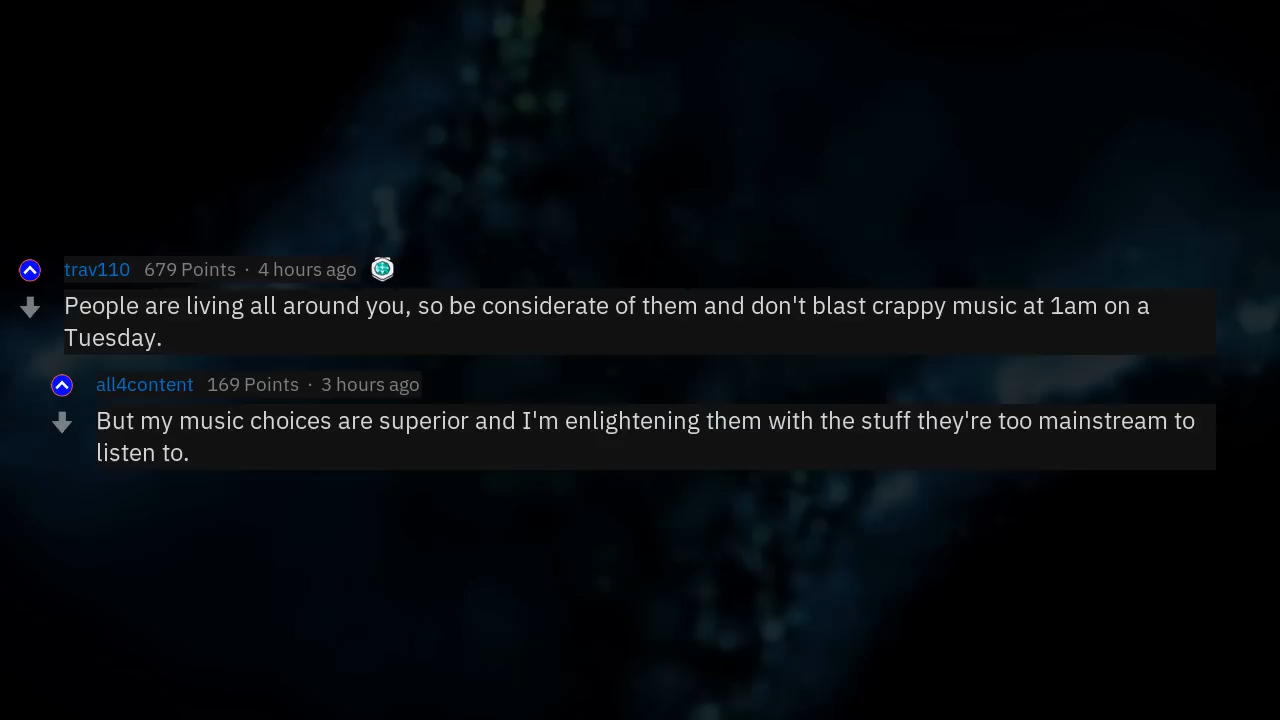 trav110 679 Points · 4 hours ago
People are living all around you, so be considerate of them and don't blast crappy music at 1am on a
Tuesday.
all4content 169 Points · 3 hours ago
But my music choices are superior and I'm enlightening them with the stuff they're too mainstream to
listen to.